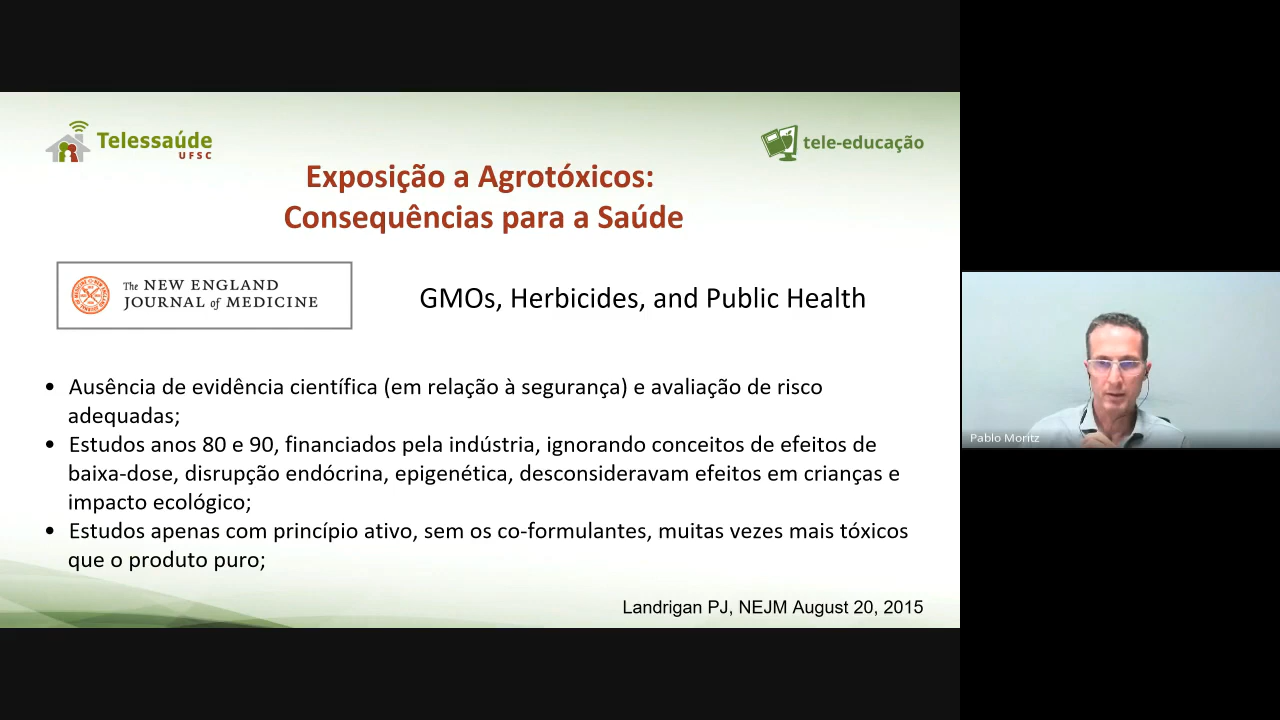 Telessaúde
UFSC
tele-educação
Exposição a Agrotóxicos:
Consequências para a Saúde
The NEW ENGLAND
JOURNAL of MEDICINE
GMOs, Herbicides, and Public Health
• Ausência de evidência científica (em relação à segurança) e avaliação de risco
adequadas;
• Estudos anos 80 e 90, financiados pela indústria, ignorando conceitos de efeitos de
baixa-dose, disrupção endócrina, epigenética, desconsideravam efeitos em crianças e
impacto ecológico;
• Estudos apenas com princípio ativo, sem os co-formulantes, muitas vezes mais tóxicos
que o produto puro;
Landrigan PJ, NEJM August 20, 2015
Pablo Moritz